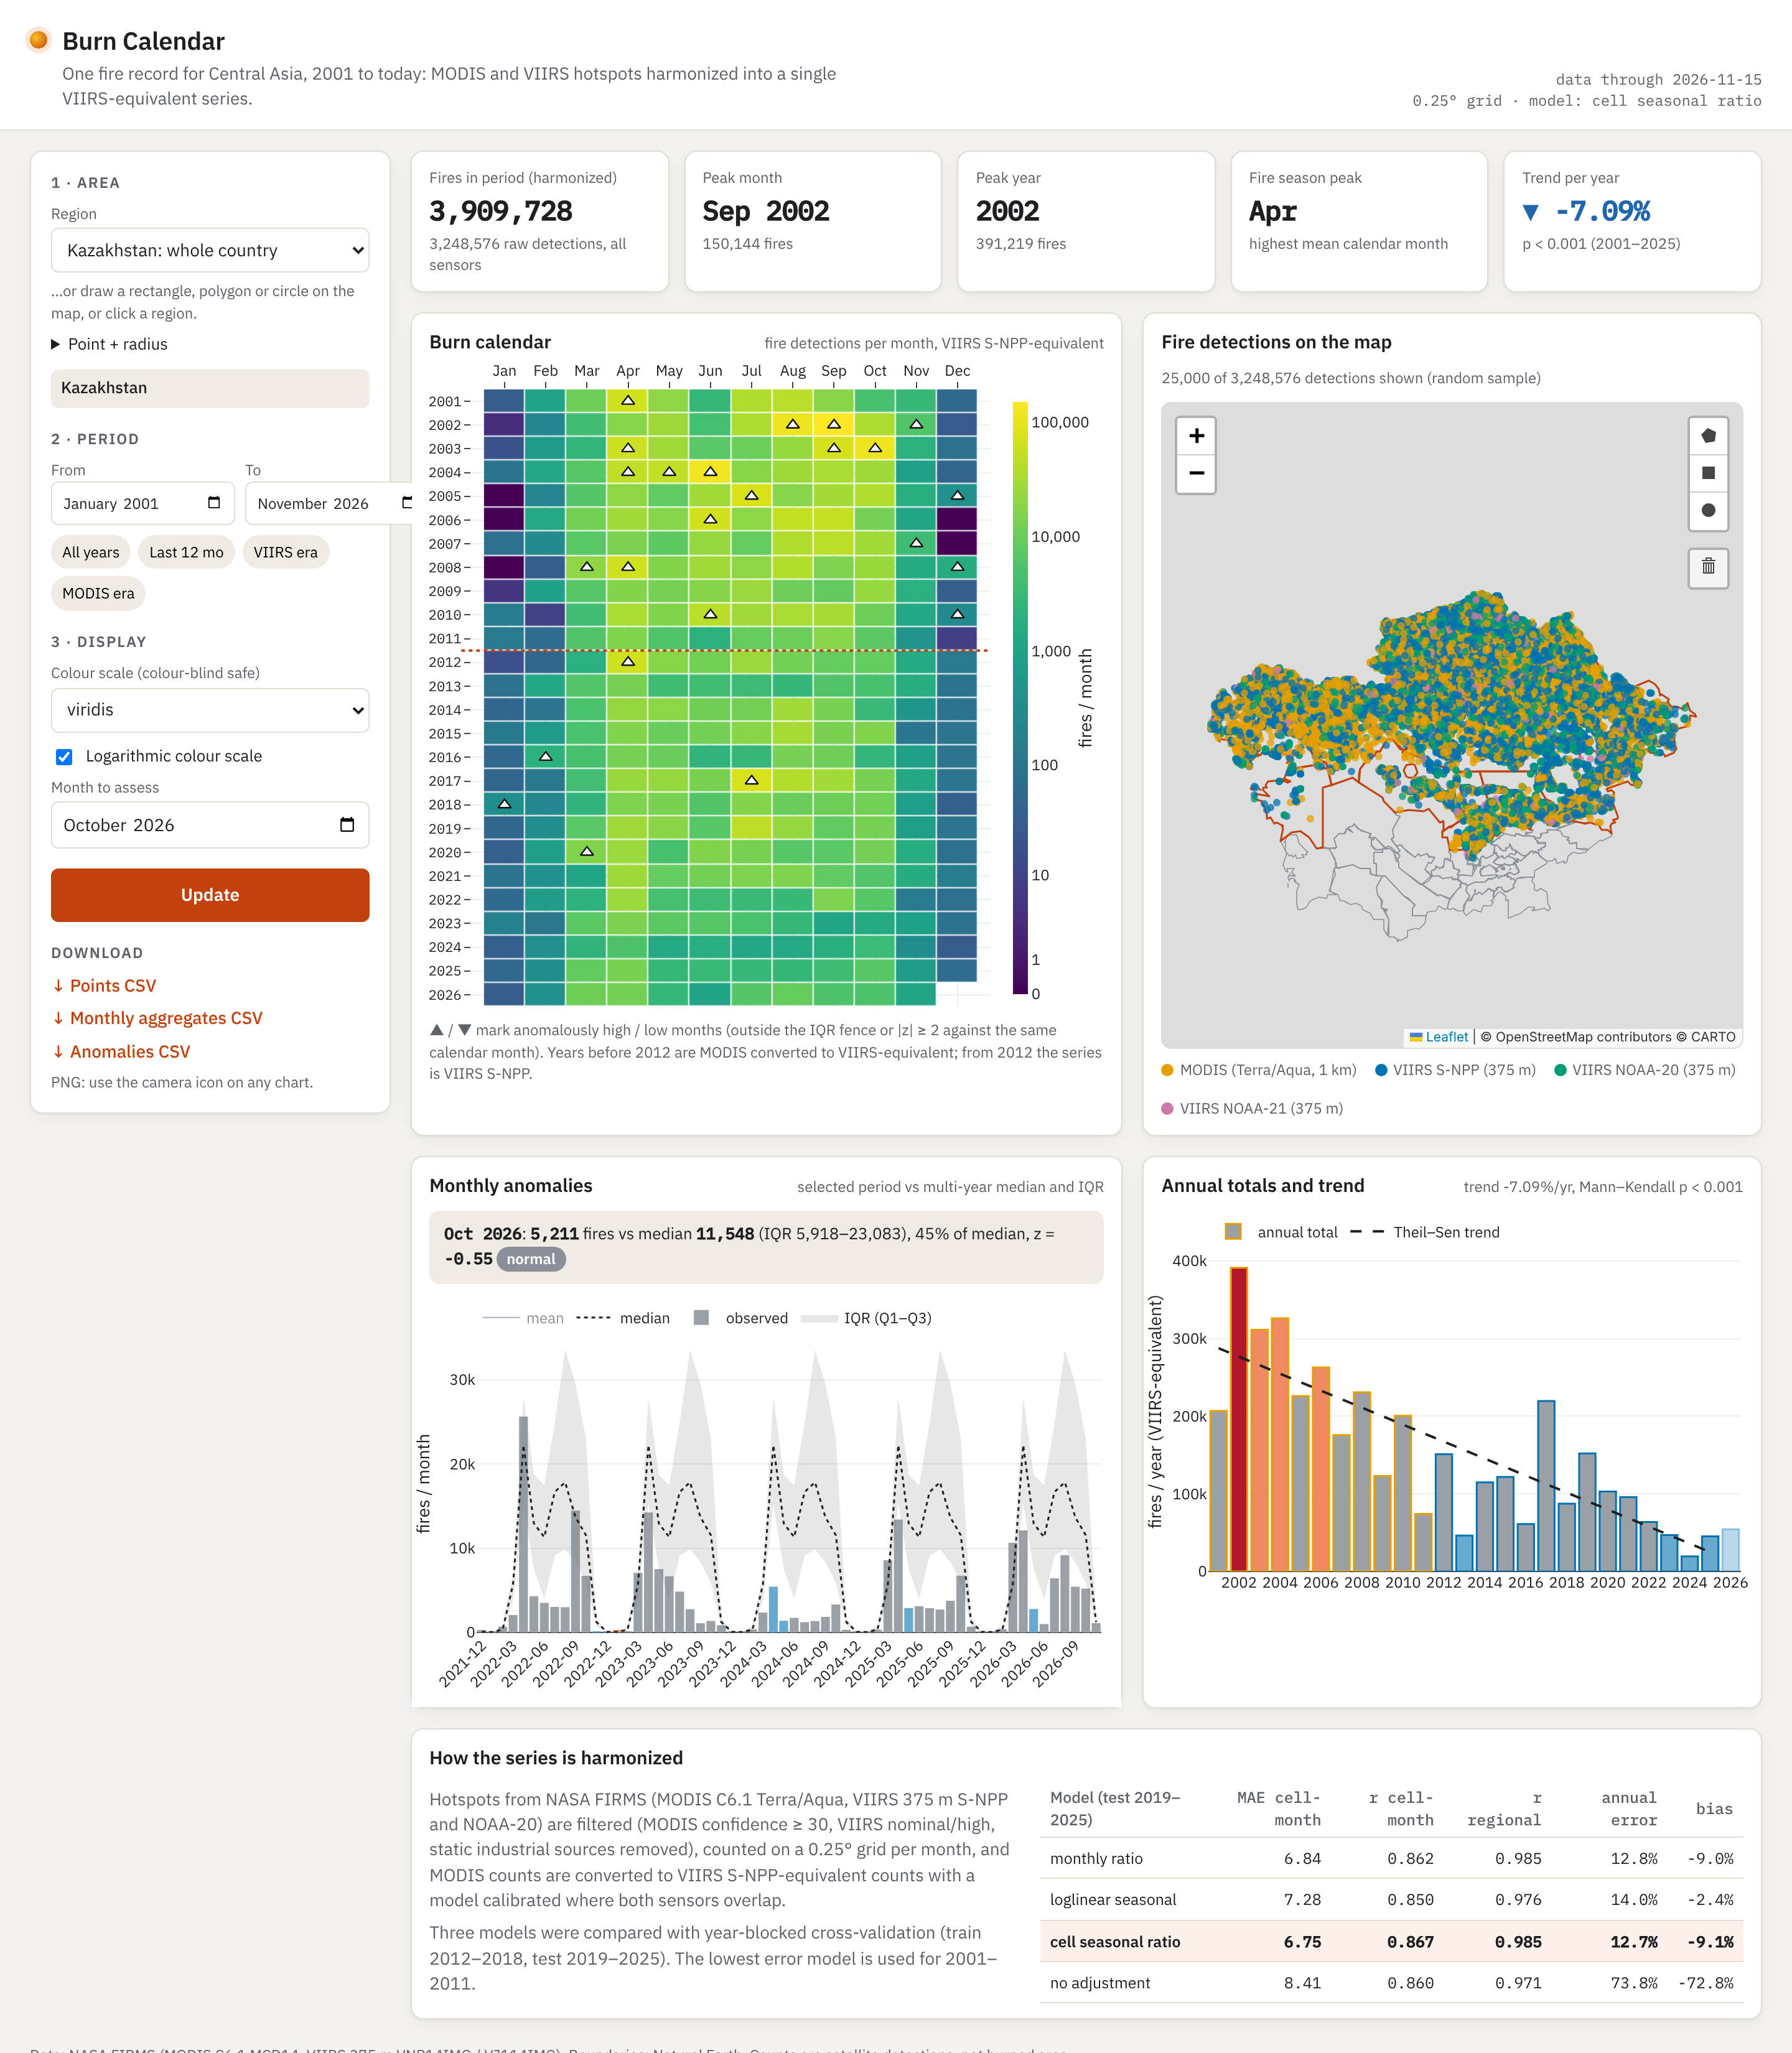 Burn Calendar
One fire record for Central Asia, 2001 to today: MODIS and VIIRS hotspots harmonized into a single
VIIRS-equivalent series.
data through 2026-11-15
0.25° grid · model: cell seasonal ratio
1 · AREA
Region
Kazakhstan: whole country
...or draw a rectangle, polygon or circle on the
map, or click a region.
▶ Point + radius
Kazakhstan
2 · PERIOD
From To
January 2001 November 2026
All years Last 12 mo VIIRS era
MODIS era
3 · DISPLAY
Colour scale (colour-blind safe)
viridis
Logarithmic colour scale
Month to assess
October 2026
Update
DOWNLOAD
↓ Points CSV
↓ Monthly aggregates CSV
↓ Anomalies CSV
PNG: use the camera icon on any chart.
Fires in period (harmonized)
3,909,728
3,248,576 raw detections, all
sensors
Peak month
Sep 2002
150,144 fires
Peak year
2002
391,219 fires
Fire season peak
Apr
highest mean calendar month
Trend per year
▼ -7.09%
p < 0.001 (2001–2025)
Burn calendar
fire detections per month, VIIRS S-NPP-equivalent
Jan Feb Mar Apr May Jun Jul Aug Sep Oct Nov Dec
2001
2002
2003
2004
2005
2006
2007
2008
2009
2010
2011
2012
2013
2014
2015
2016
2017
2018
2019
2020
2021
2022
2023
2024
2025
2026
100,000
10,000
1,000
100
10
1
0
fires / month
▲ / ▼ mark anomalously high / low months (outside the IQR fence or |z| ≥ 2 against the same
calendar month). Years before 2012 are MODIS converted to VIIRS-equivalent; from 2012 the series
is VIIRS S-NPP.
Fire detections on the map
25,000 of 3,248,576 detections shown (random sample)
+
−
Leaflet | © OpenStreetMap contributors © CARTO
MODIS (Terra/Aqua, 1 km) VIIRS S-NPP (375 m) VIIRS NOAA-20 (375 m)
VIIRS NOAA-21 (375 m)
Monthly anomalies
selected period vs multi-year median and IQR
Oct 2026: 5,211 fires vs median 11,548 (IQR 5,918–23,083), 45% of median, z =
-0.55 normal
mean median observed IQR (Q1–Q3)
30k
20k
10k
0
fires / month
2021-12 2022-03 2022-06 2022-09 2022-12 2023-03 2023-06 2023-09 2023-12 2024-03 2024-06 2024-09 2024-12 2025-03 2025-06 2025-09 2025-12 2026-03 2026-06 2026-09
Annual totals and trend
trend -7.09%/yr, Mann–Kendall p < 0.001
annual total Theil–Sen trend
400k
300k
200k
100k
0
fires / year (VIIRS-equivalent)
2002 2004 2006 2008 2010 2012 2014 2016 2018 2020 2022 2024 2026
How the series is harmonized
Hotspots from NASA FIRMS (MODIS C6.1 Terra/Aqua, VIIRS 375 m S-NPP
and NOAA-20) are filtered (MODIS confidence ≥ 30, VIIRS nominal/high,
static industrial sources removed), counted on a 0.25° grid per month, and
MODIS counts are converted to VIIRS S-NPP-equivalent counts with a
model calibrated where both sensors overlap.
Three models were compared with year-blocked cross-validation (train
2012–2018, test 2019–2025). The lowest error model is used for 2001–
2011.
Model (test 2019– MAE cell- r cell- r annual bias
2025) month month regional error
monthly ratio 6.84 0.862 0.985 12.8% -9.0%
loglinear seasonal 7.28 0.850 0.976 14.0% -2.4%
cell seasonal ratio 6.75 0.867 0.985 12.7% -9.1%
no adjustment 8.41 0.860 0.971 73.8% -72.8%